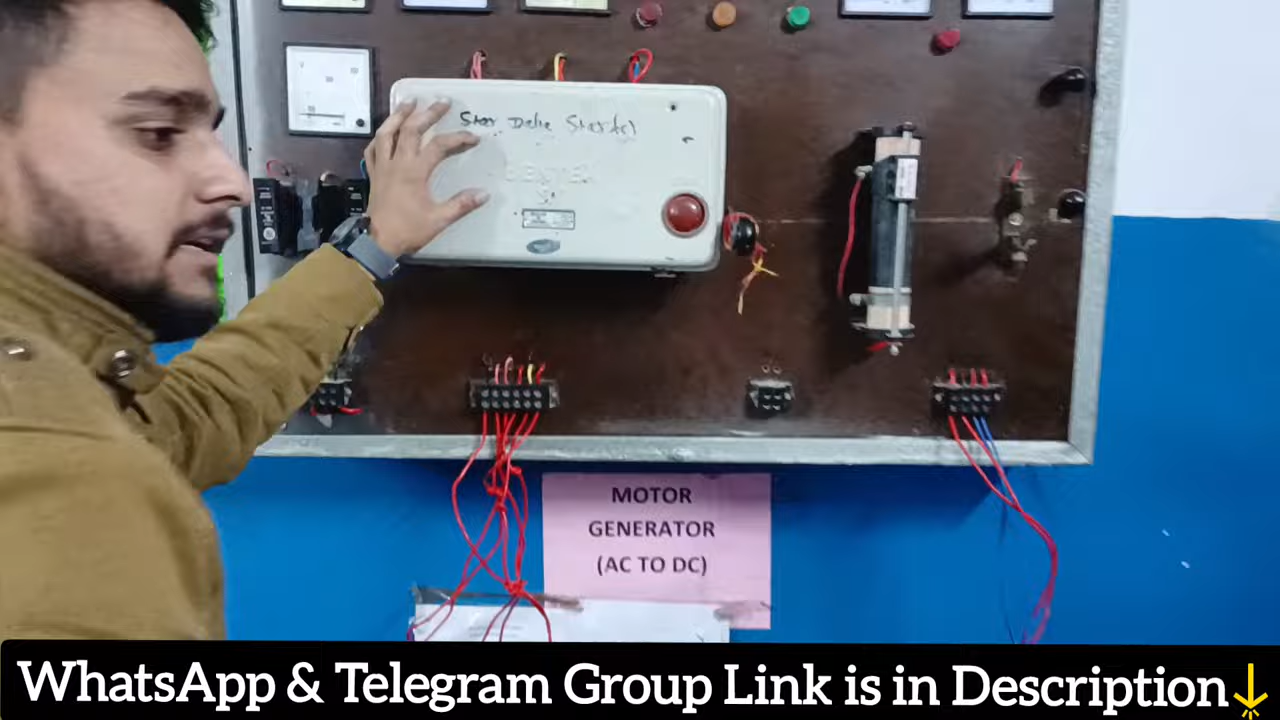 Star Delta Starter
MOTOR
GENERATOR
(AC TO DC)
WhatsApp & Telegram Group Link is in Description